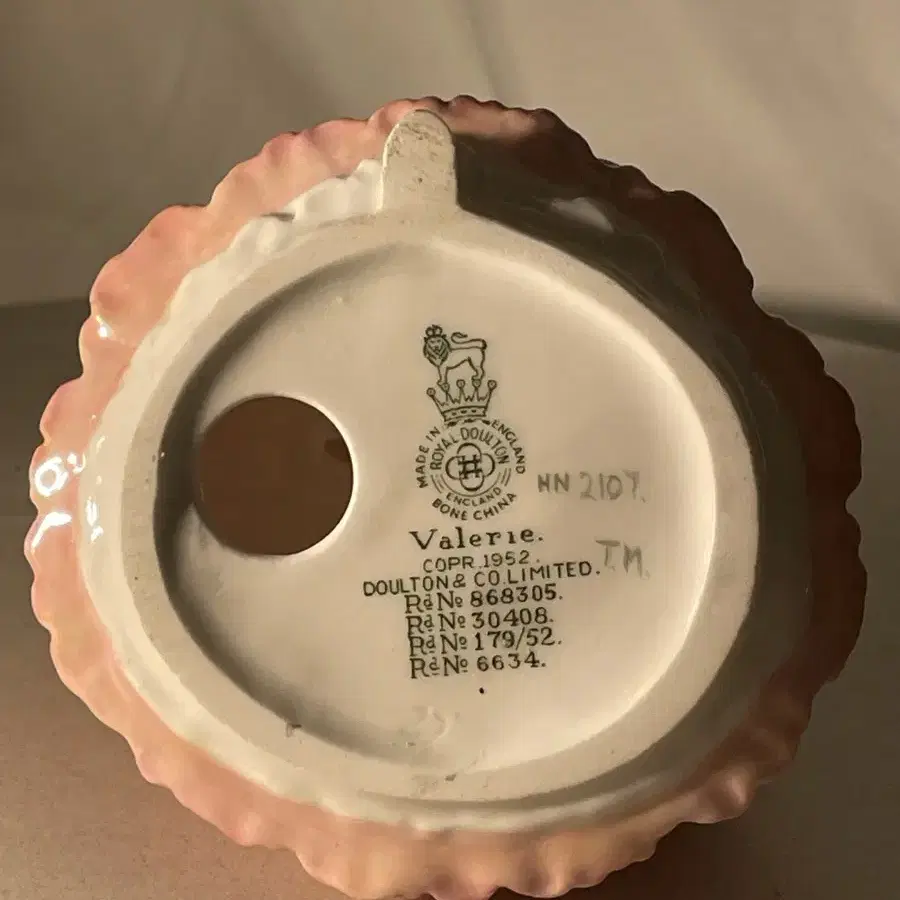 MADE IN ENGLAND
ROYAL DOULTON
ENGLAND
BONE CHINA
HN 2107.
Valerie.
T.M.
COPR. 1952.
DOULTON & CO. LIMITED.
Rd No 868305.
Rd No 30408.
Rd No 179/52.
Rd No 6634.